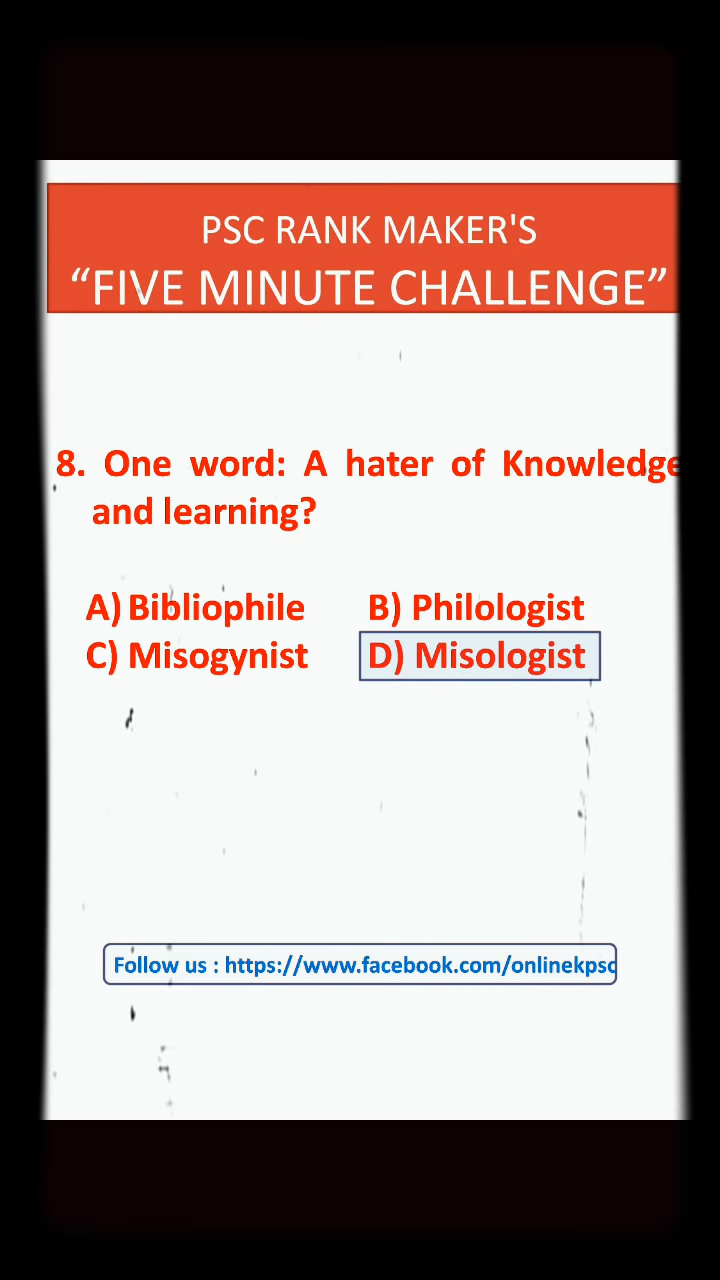 PSC RANK MAKER'S
“FIVE MINUTE CHALLENGE”
8. One word: A hater of Knowledge
and learning?
A) Bibliophile B) Philologist
C) Misogynist D) Misologist
Follow us : https://www.facebook.com/onlinekpsc